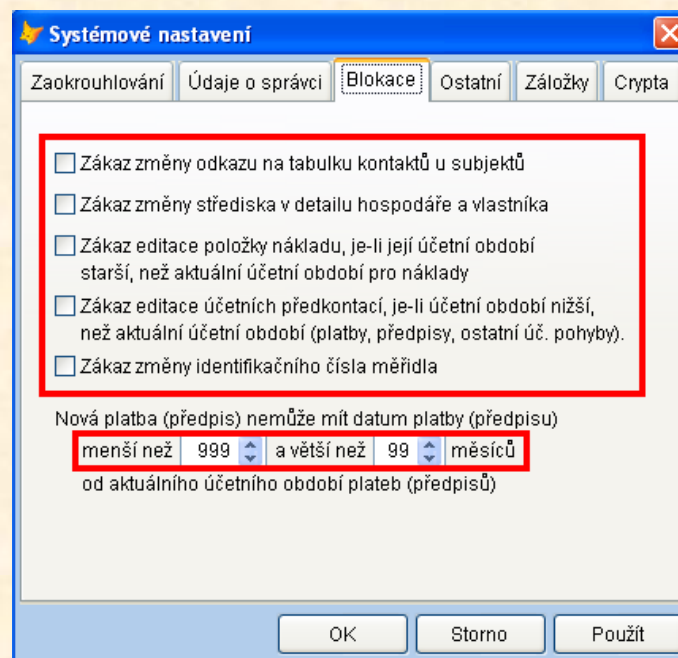 Systémové nastavení
Zaokrouhlování Údaje o správci Blokace Ostatní Záložky Crypta
Zákaz změny odkazu na tabulku kontaktů u subjektů
Zákaz změny střediska v detailu hospodáře a vlastníka
Zákaz editace položky nákladu, je-li její účetní období
starší, než aktuální účetní období pro náklady
Zákaz editace účetních předkontací, je-li účetní období nižší,
než aktuální účetní období (platby, předpisy, ostatní úč. pohyby).
Zákaz změny identifikačního čísla měřidla
Nová platba (předpis) nemůže mít datum platby (předpisu)
menší než 999 a větší než 99 měsíců
od aktuálního účetního období plateb (předpisů)
OK Storno Použít